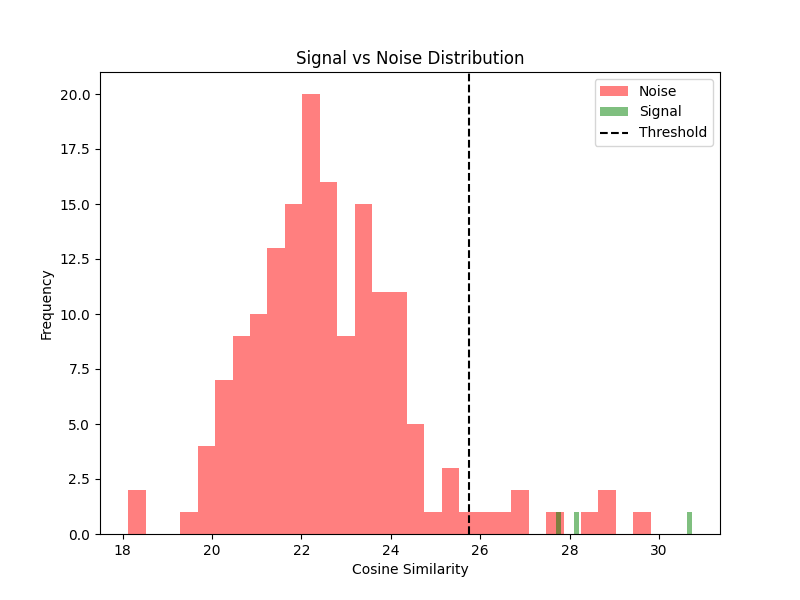 Signal vs Noise Distribution
Noise
Signal
Threshold
Frequency
20.0
17.5
15.0
12.5
10.0
7.5
5.0
2.5
0.0
18 20 22 24 26 28 30
Cosine Similarity